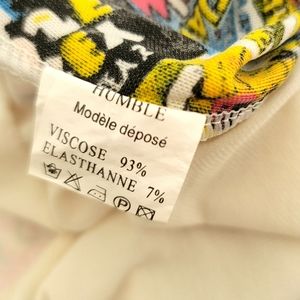 HUMBLE
Modèle déposé
VISCOSE 93%
ELASTHANNE 7%
P